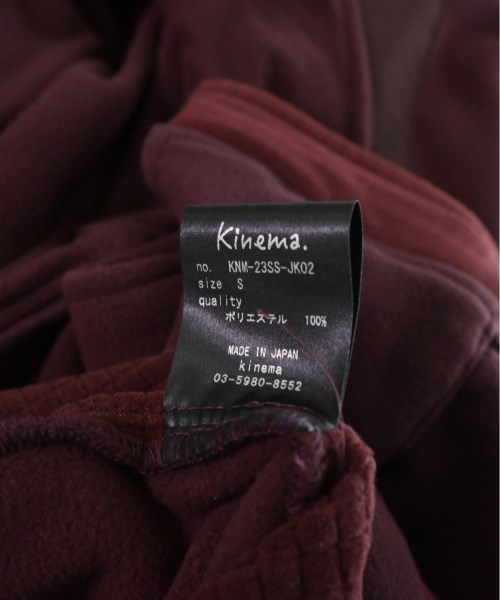 Kinema.
no. KNM-23SS-JK02
size S
quality
ポリエステル 100%
MADE IN JAPAN
kinema
03-5980-8552